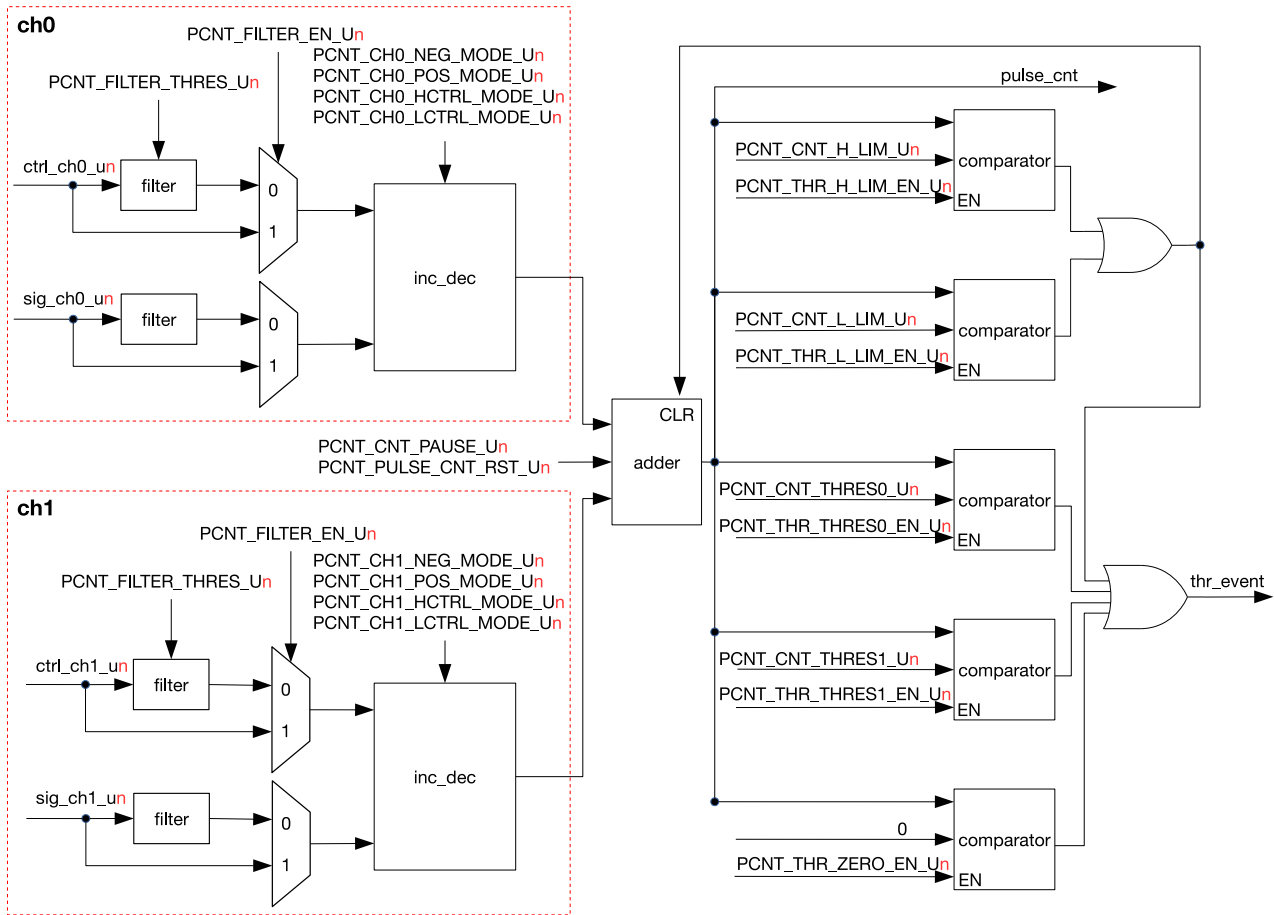 ch0
PCNT_FILTER_EN_Un
PCNT_CH0_NEG_MODE_Un
PCNT_CH0_POS_MODE_Un
PCNT_CH0_HCTRL_MODE_Un
PCNT_CH0_LCTRL_MODE_Un
PCNT_FILTER_THRES_Un
ctrl_ch0_un
filter
0
1
inc_dec
sig_ch0_un
filter
0
1
ch1
PCNT_FILTER_EN_Un
PCNT_CH1_NEG_MODE_Un
PCNT_CH1_POS_MODE_Un
PCNT_CH1_HCTRL_MODE_Un
PCNT_CH1_LCTRL_MODE_Un
PCNT_FILTER_THRES_Un
ctrl_ch1_un
filter
0
1
inc_dec
sig_ch1_un
filter
0
1
PCNT_CNT_PAUSE_Un
PCNT_PULSE_CNT_RST_Un
CLR
adder
pulse_cnt
PCNT_CNT_H_LIM_Un
PCNT_THR_H_LIM_EN_Un
comparator
EN
PCNT_CNT_L_LIM_Un
PCNT_THR_L_LIM_EN_Un
comparator
EN
PCNT_CNT_THRES0_Un
PCNT_THR_THRES0_EN_Un
comparator
EN
PCNT_CNT_THRES1_Un
PCNT_THR_THRES1_EN_Un
comparator
EN
0
PCNT_THR_ZERO_EN_Un
comparator
EN
thr_event